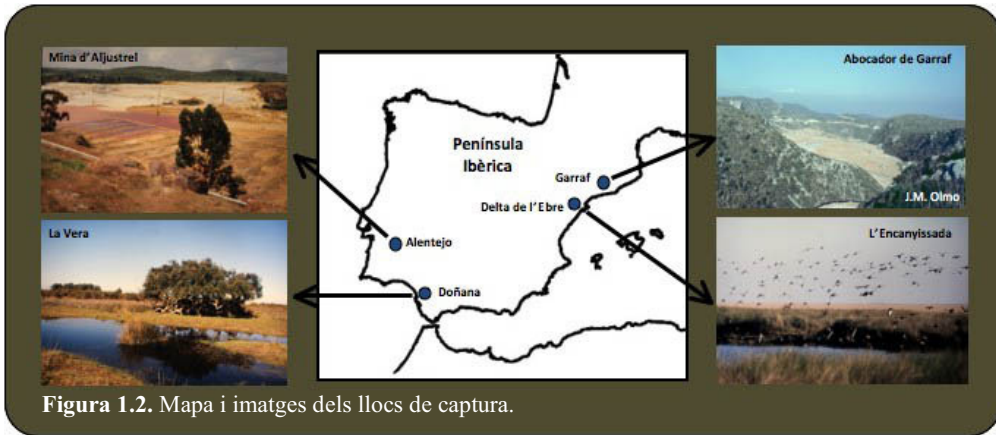 Mina d'Aljustrel
Abocador de Garraf
Península
Ibèrica
Garraf
Delta de l'Ebre
J.M. Olmo
La Vera
L'Encanyissada
Alentejo
Doñana
Figura 1.2. Mapa i imatges dels llocs de captura.